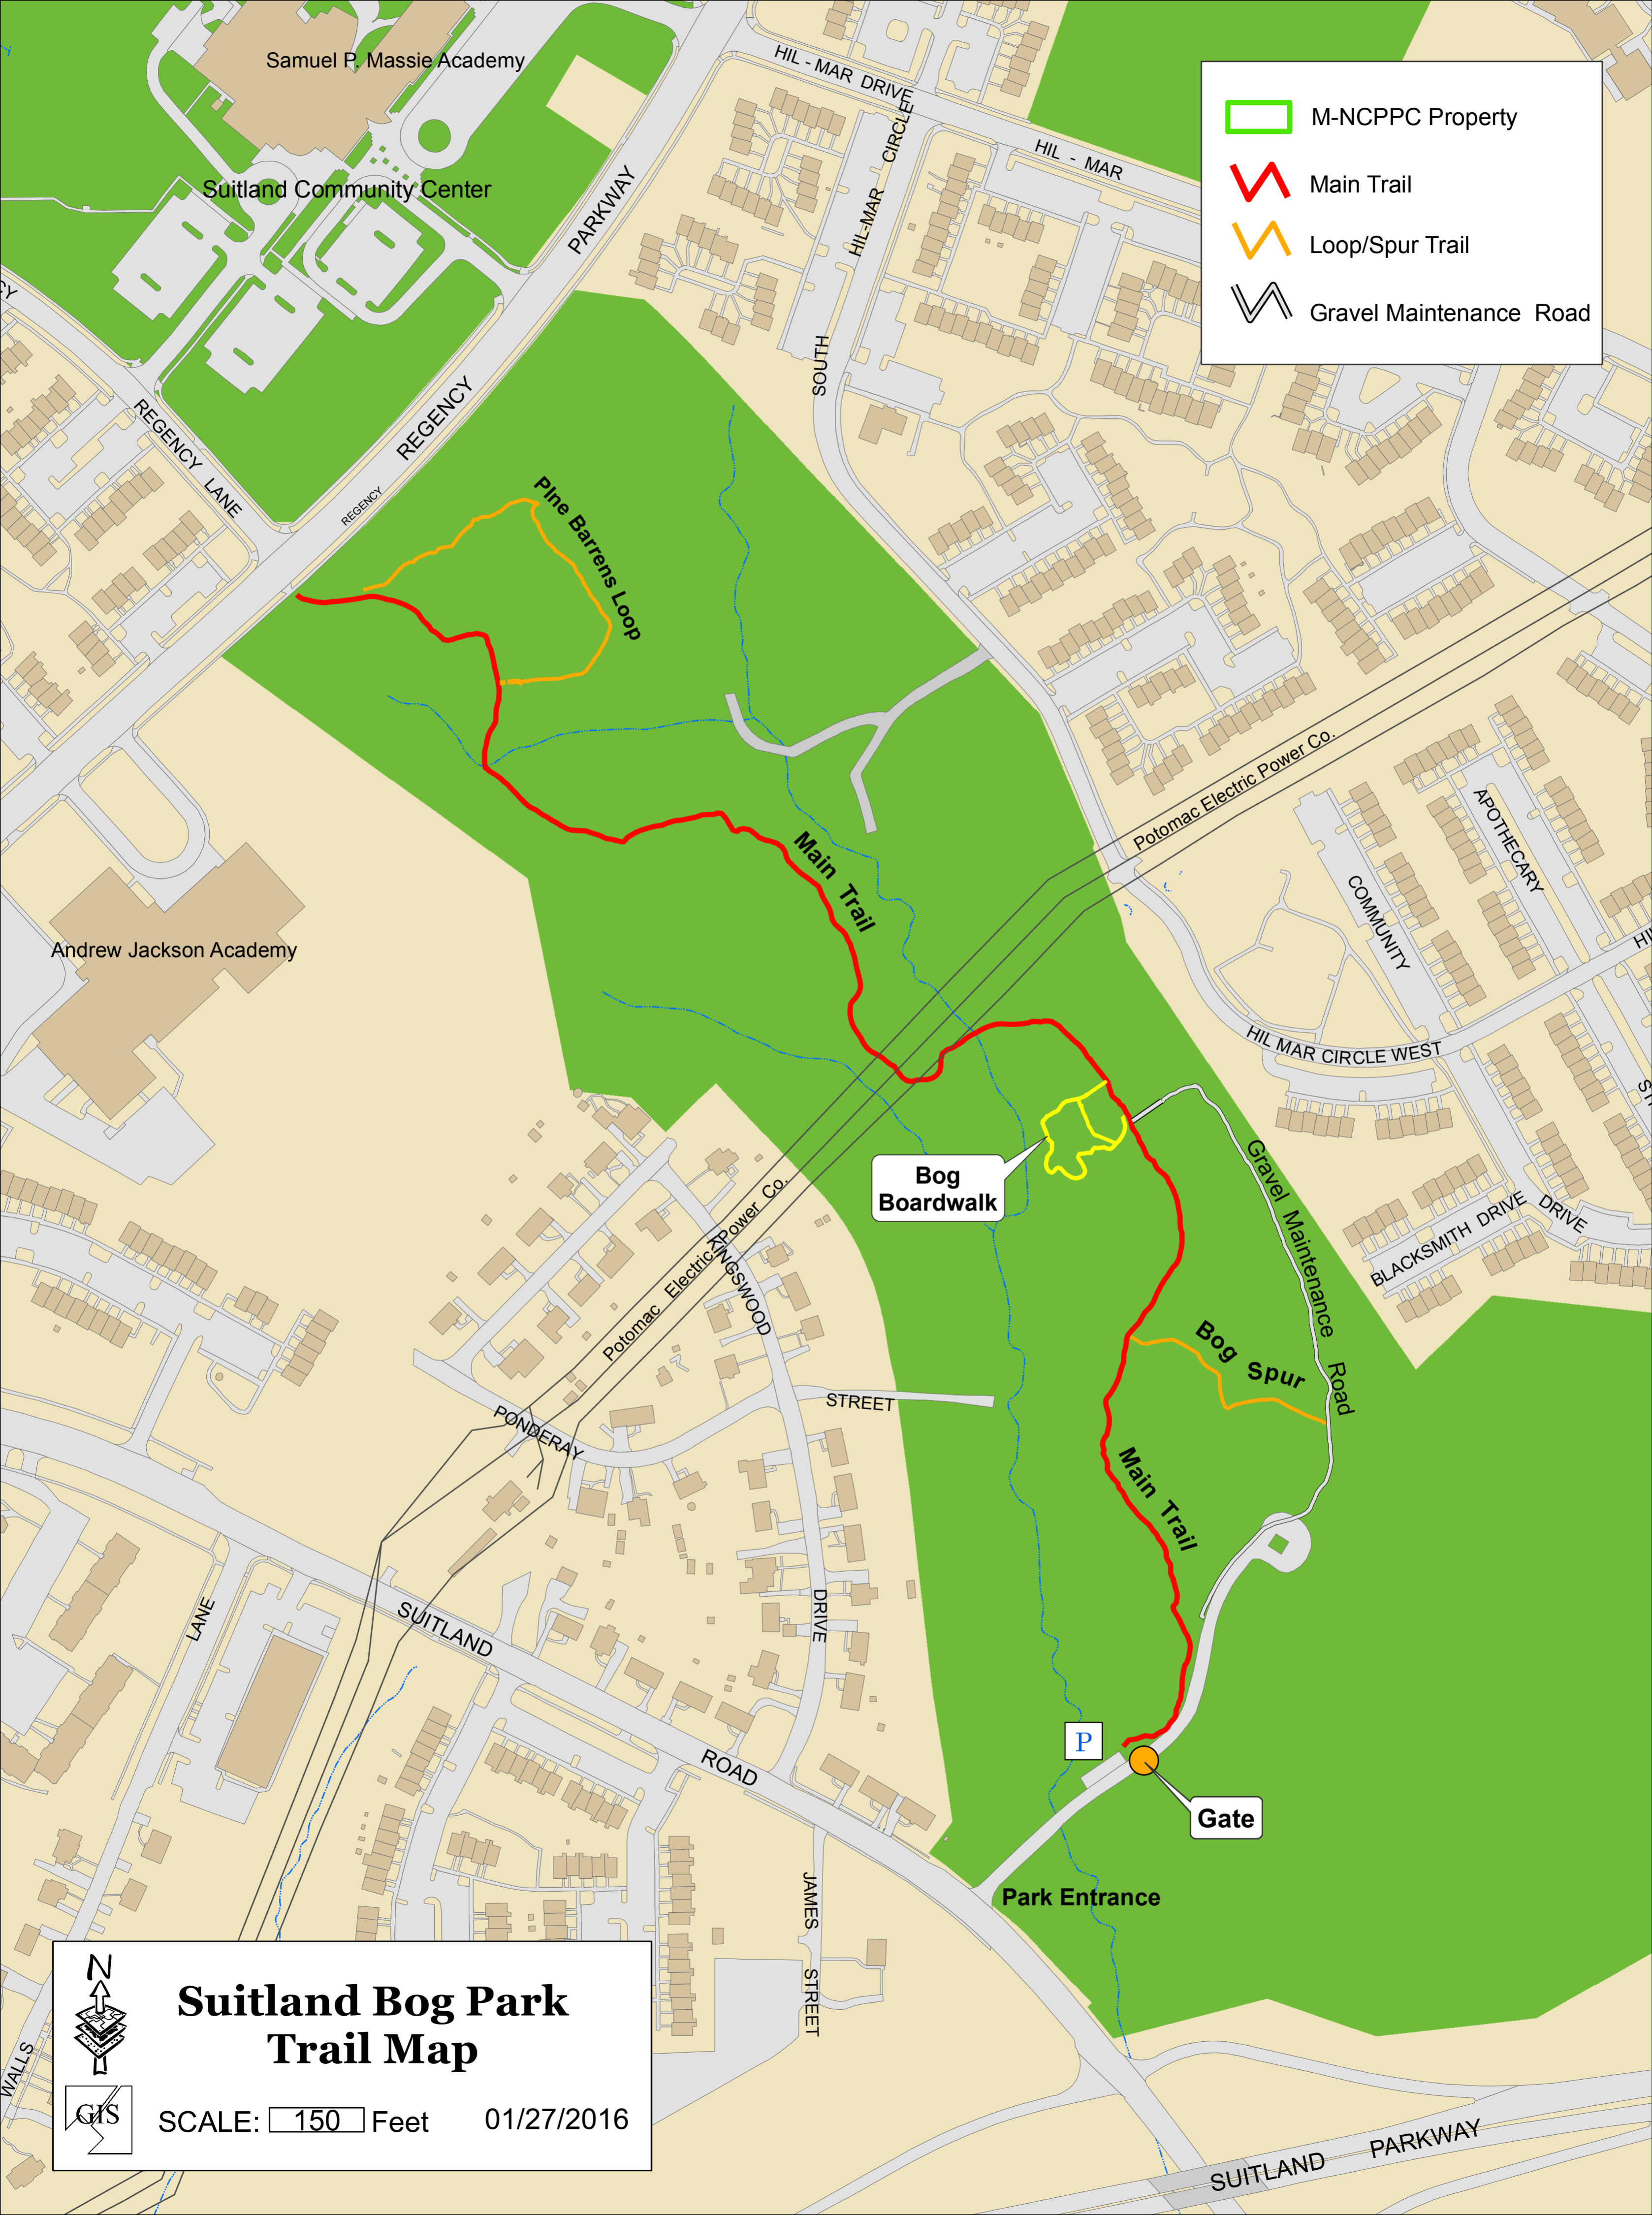 Samuel P. Massie Academy
Suitland Community Center
HIL - MAR DRIVE
HIL - MAR
HIL-MAR CIRCLE
SOUTH
PARKWAY
REGENCY
REGENCY
REGENCY LANE
CY
M-NCPPC Property
Main Trail
Loop/Spur Trail
Gravel Maintenance Road
PIne Barrens Loop
Main Trail
Potomac Electric Power Co.
APOTHECARY
COMMUNITY
HIL
HIL MAR CIRCLE WEST
ST
Andrew Jackson Academy
Bog
Boardwalk
Gravel Maintenance Road
BLACKSMITH DRIVE
DRIVE
Potomac Electric Power Co.
KINGSWOOD
DRIVE
PONDERAY
STREET
Bog Spur
Main Trail
SUITLAND
ROAD
LANE
WALLS
P
Gate
Park Entrance
JAMES STREET
SUITLAND PARKWAY
N
Suitland Bog Park
Trail Map
GIS
SCALE: 150 Feet 01/27/2016